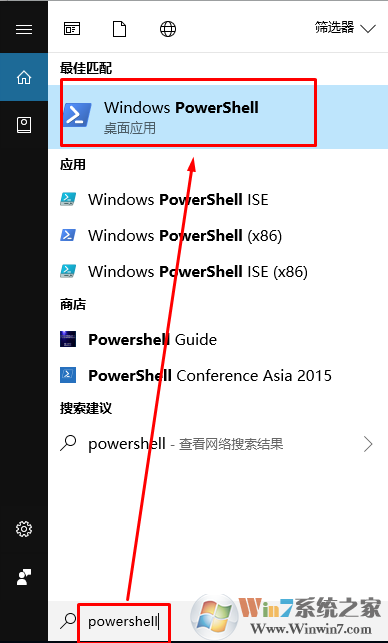 筛选器
最佳匹配
Windows PowerShell
桌面应用
应用
Windows PowerShell ISE
Windows PowerShell (x86)
Windows PowerShell ISE (x86)
商店
Powershell Guide
PowerShell Conference Asia 2015
搜索建议
powershell - 查看网络搜索结果
powershell
Win7系统之家
Www.Winwin7.com